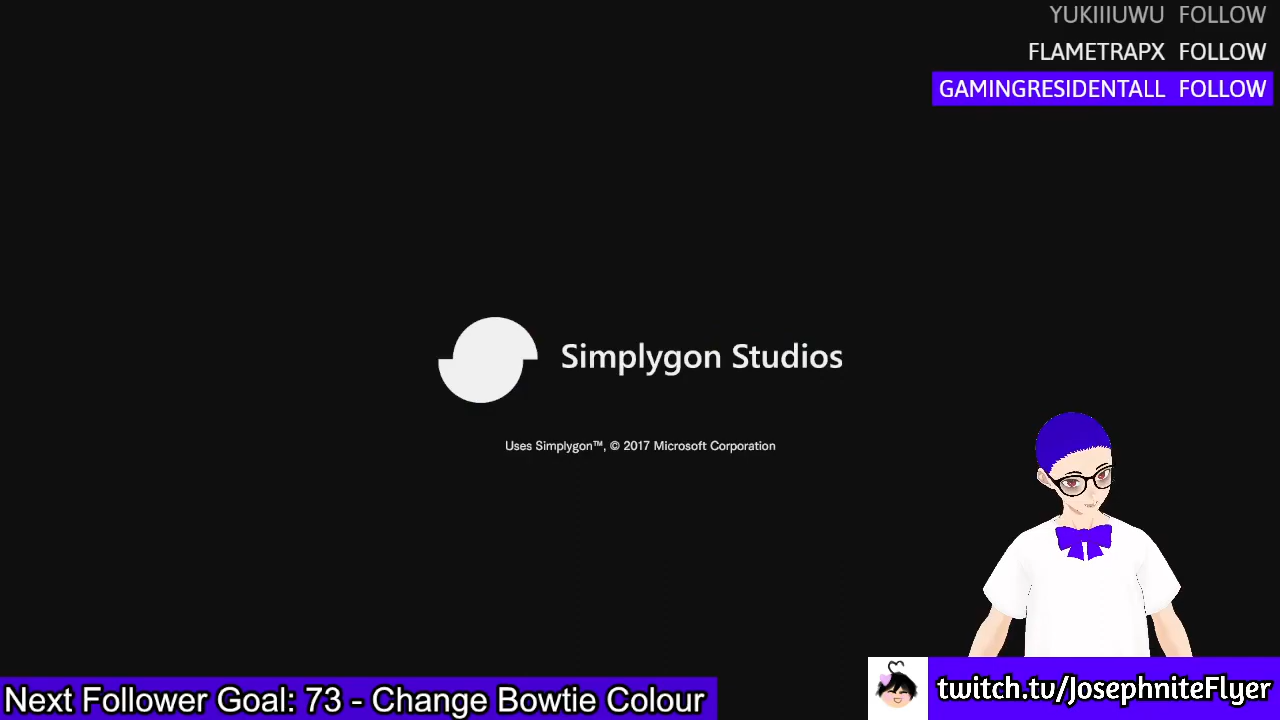 YUKIIIUWU FOLLOW
FLAMETRAPX FOLLOW
GAMINGRESIDENTALL FOLLOW
Simplygon Studios
Uses Simplygon™, © 2017 Microsoft Corporation
Next Follower Goal: 73 - Change Bowtie Colour
twitch.tv/JosephniteFlyer